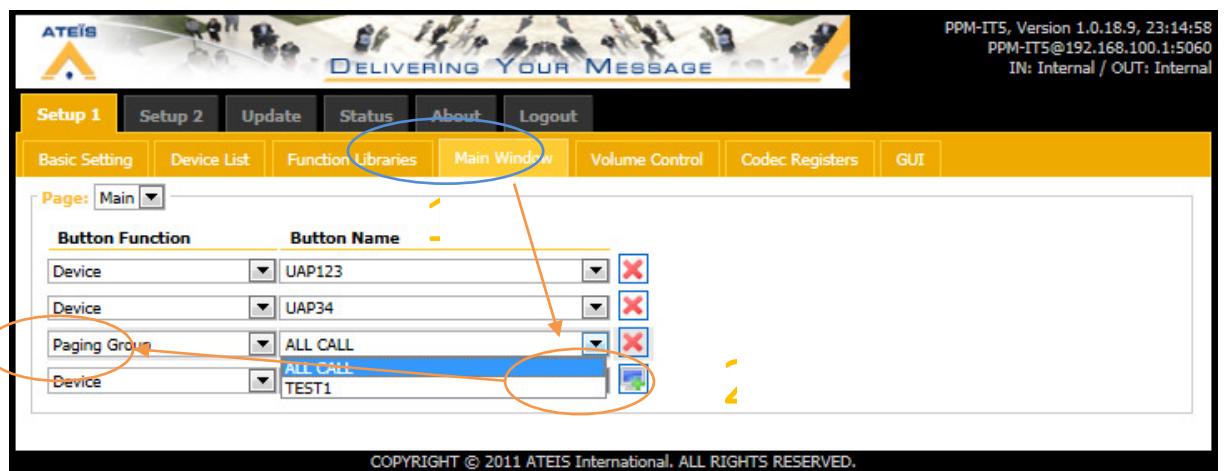 ATEÏS
DELIVERING YOUR MESSAGE
PPM-IT5, Version 1.0.18.9, 23:14:58
PPM-IT5@192.168.100.1:5060
IN: Internal / OUT: Internal
Setup 1 Setup 2 Update Status About Logout
Basic Setting Device List Function Libraries Main Window Volume Control Codec Registers GUI
Page: Main
1
Button Function Button Name
Device UAP123
Device UAP34
Paging Group ALL CALL
ALL CALL
2
Device
TEST1
COPYRIGHT © 2011 ATEIS International. ALL RIGHTS RESERVED.